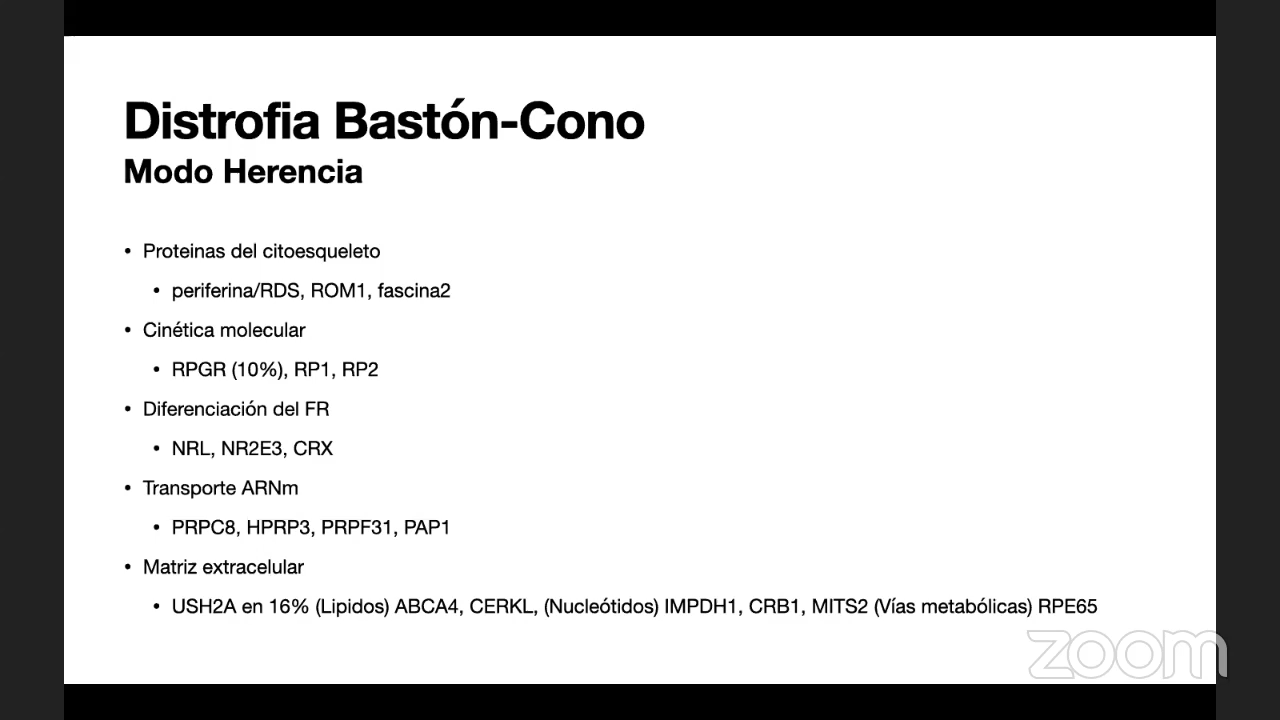 Distrofia Bastón-Cono
Modo Herencia
• Proteinas del citoesqueleto
• periferina/RDS, ROM1, fascina2
• Cinética molecular
• RPGR (10%), RP1, RP2
• Diferenciación del FR
• NRL, NR2E3, CRX
• Transporte ARNm
• PRPC8, HPRP3, PRPF31, PAP1
• Matriz extracelular
• USH2A en 16% (Lipidos) ABCA4, CERKL, (Nucleótidos) IMPDH1, CRB1, MITS2 (Vías metabólicas) RPE65
zoom